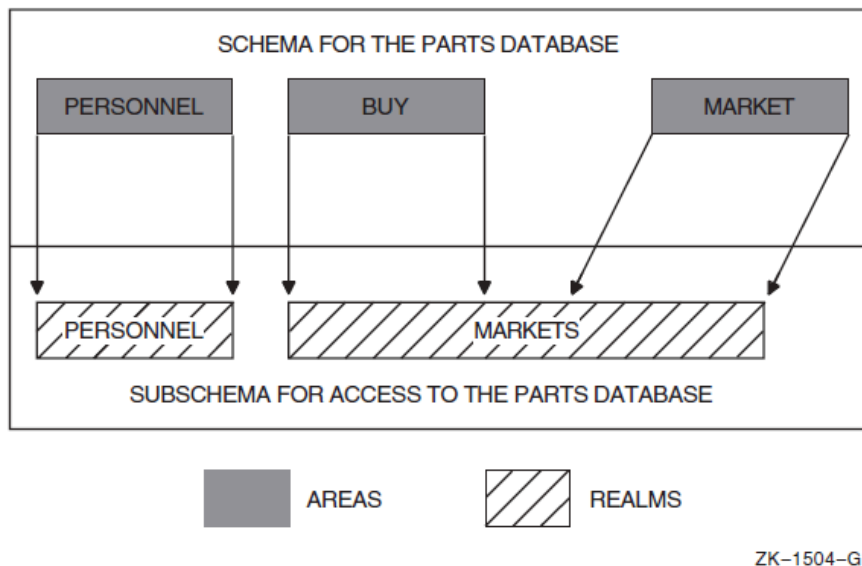 SCHEMA FOR THE PARTS DATABASE
PERSONNEL BUY MARKET
PERSONNEL MARKETS
SUBSCHEMA FOR ACCESS TO THE PARTS DATABASE
AREAS REALMS
ZK–1504–G